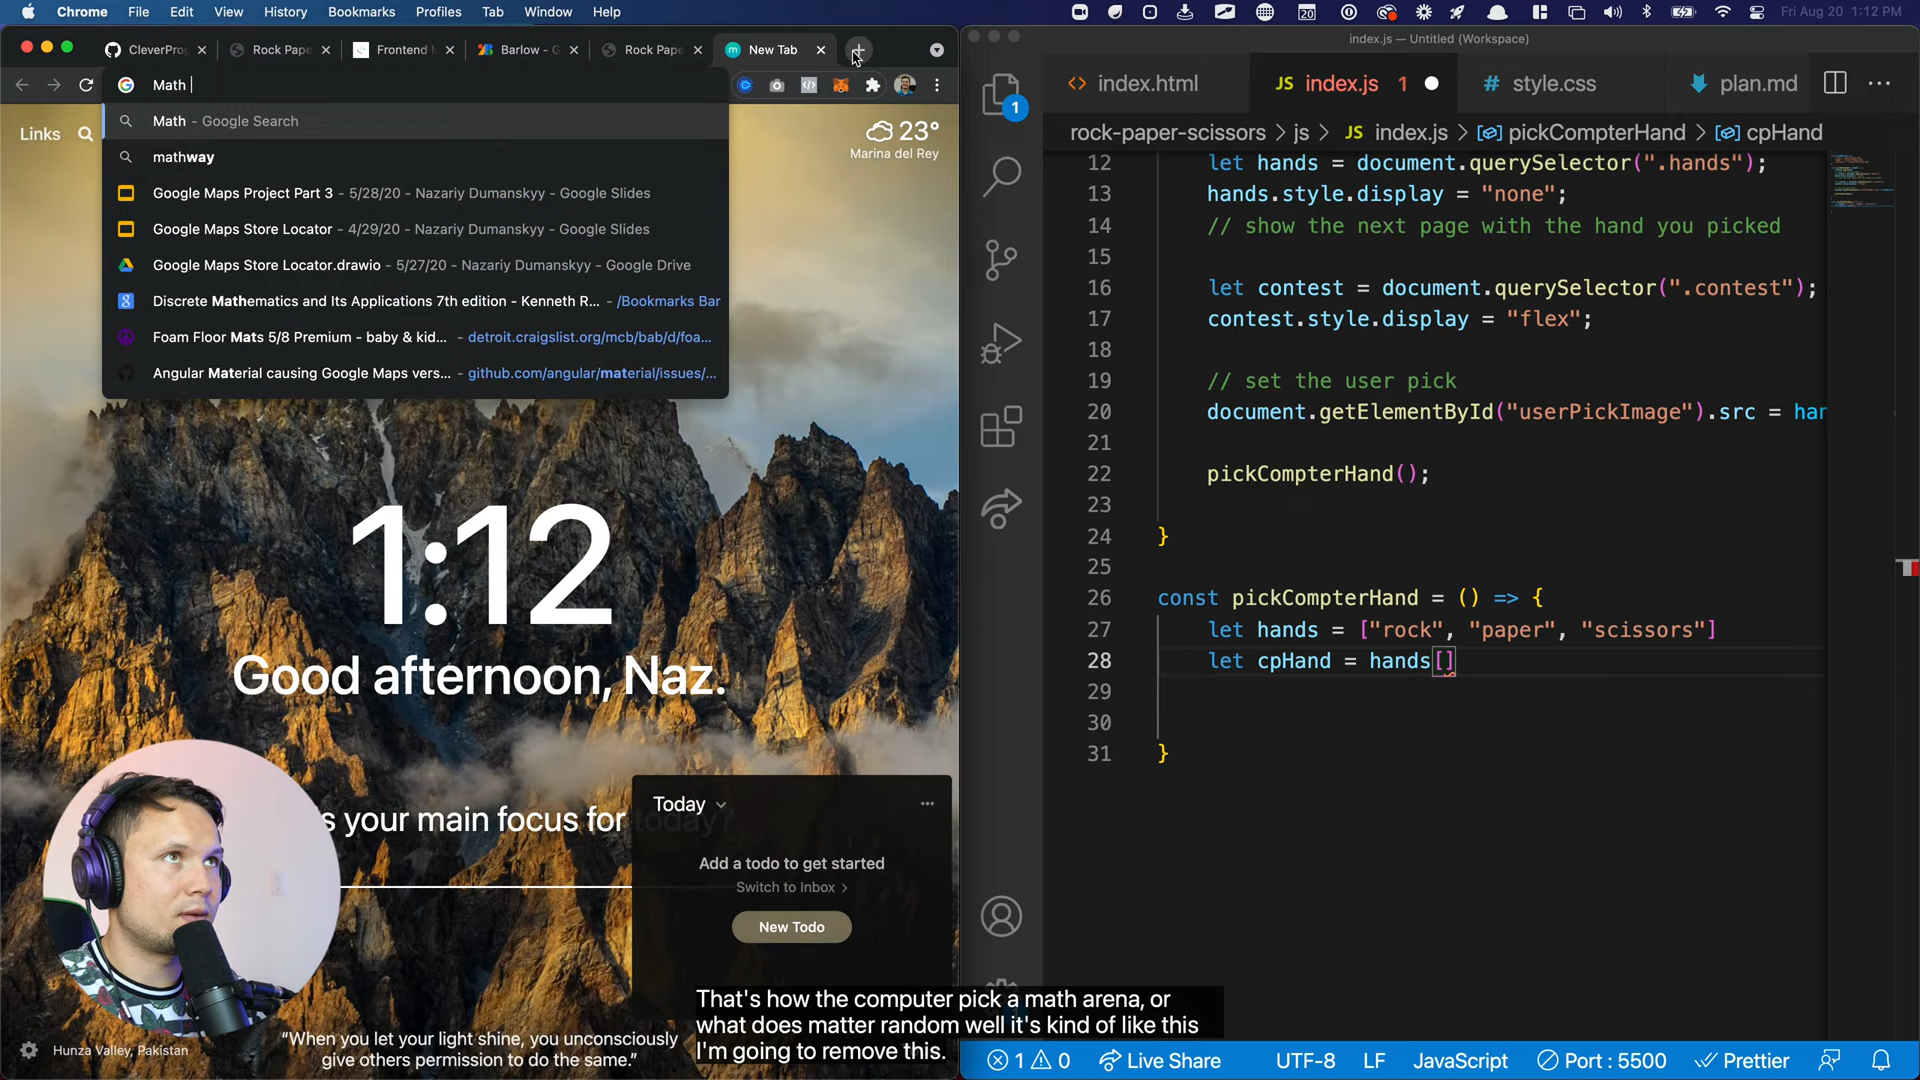 Chrome File Edit View History Bookmarks Profiles Tab Window Help
20
Fri Aug 20 1:12 PM
CleverProg
Rock Pape
Frontend
Barlow - G
Rock Pape
New Tab
Math
Math - Google Search
mathway
Google Maps Project Part 3 - 5/28/20 - Nazariy Dumanskyy - Google Slides
Google Maps Store Locator - 4/29/20 - Nazariy Dumanskyy - Google Slides
Google Maps Store Locator.drawio - 5/27/20 - Nazariy Dumanskyy - Google Drive
Discrete Mathematics and Its Applications 7th edition - Kenneth R... - /Bookmarks Bar
Foam Floor Mats 5/8 Premium - baby & kid... - detroit.craigslist.org/mcb/bab/d/foa...
Angular Material causing Google Maps vers... - github.com/angular/material/issues/...
Links
23°
Marina del Rey
1:12
Good afternoon, Naz.
s your main focus for today?
Today
Add a todo to get started
Switch to Inbox >
New Todo
Hunza Valley, Pakistan
“When you let your light shine, you unconsciously
give others permission to do the same.”
That's how the computer pick a math arena, or
what does matter random well it's kind of like this
I'm going to remove this.
index.js — Untitled (Workspace)
1
<> index.html
JS index.js 1
# style.css
plan.md
rock-paper-scissors > js > JS index.js > pickCompterHand > cpHand
12 let hands = document.querySelector(".hands");
13 hands.style.display = "none";
14 // show the next page with the hand you picked
15
16 let contest = document.querySelector(".contest");
17 contest.style.display = "flex";
18
19 // set the user pick
20 document.getElementById("userPickImage").src = har
21
22 pickCompterHand();
23
24 }
25
26 const pickCompterHand = () => {
27 let hands = ["rock", "paper", "scissors"]
28 let cpHand = hands[]
29
30
31 }
1 0 Live Share UTF-8 LF JavaScript Port : 5500 Prettier